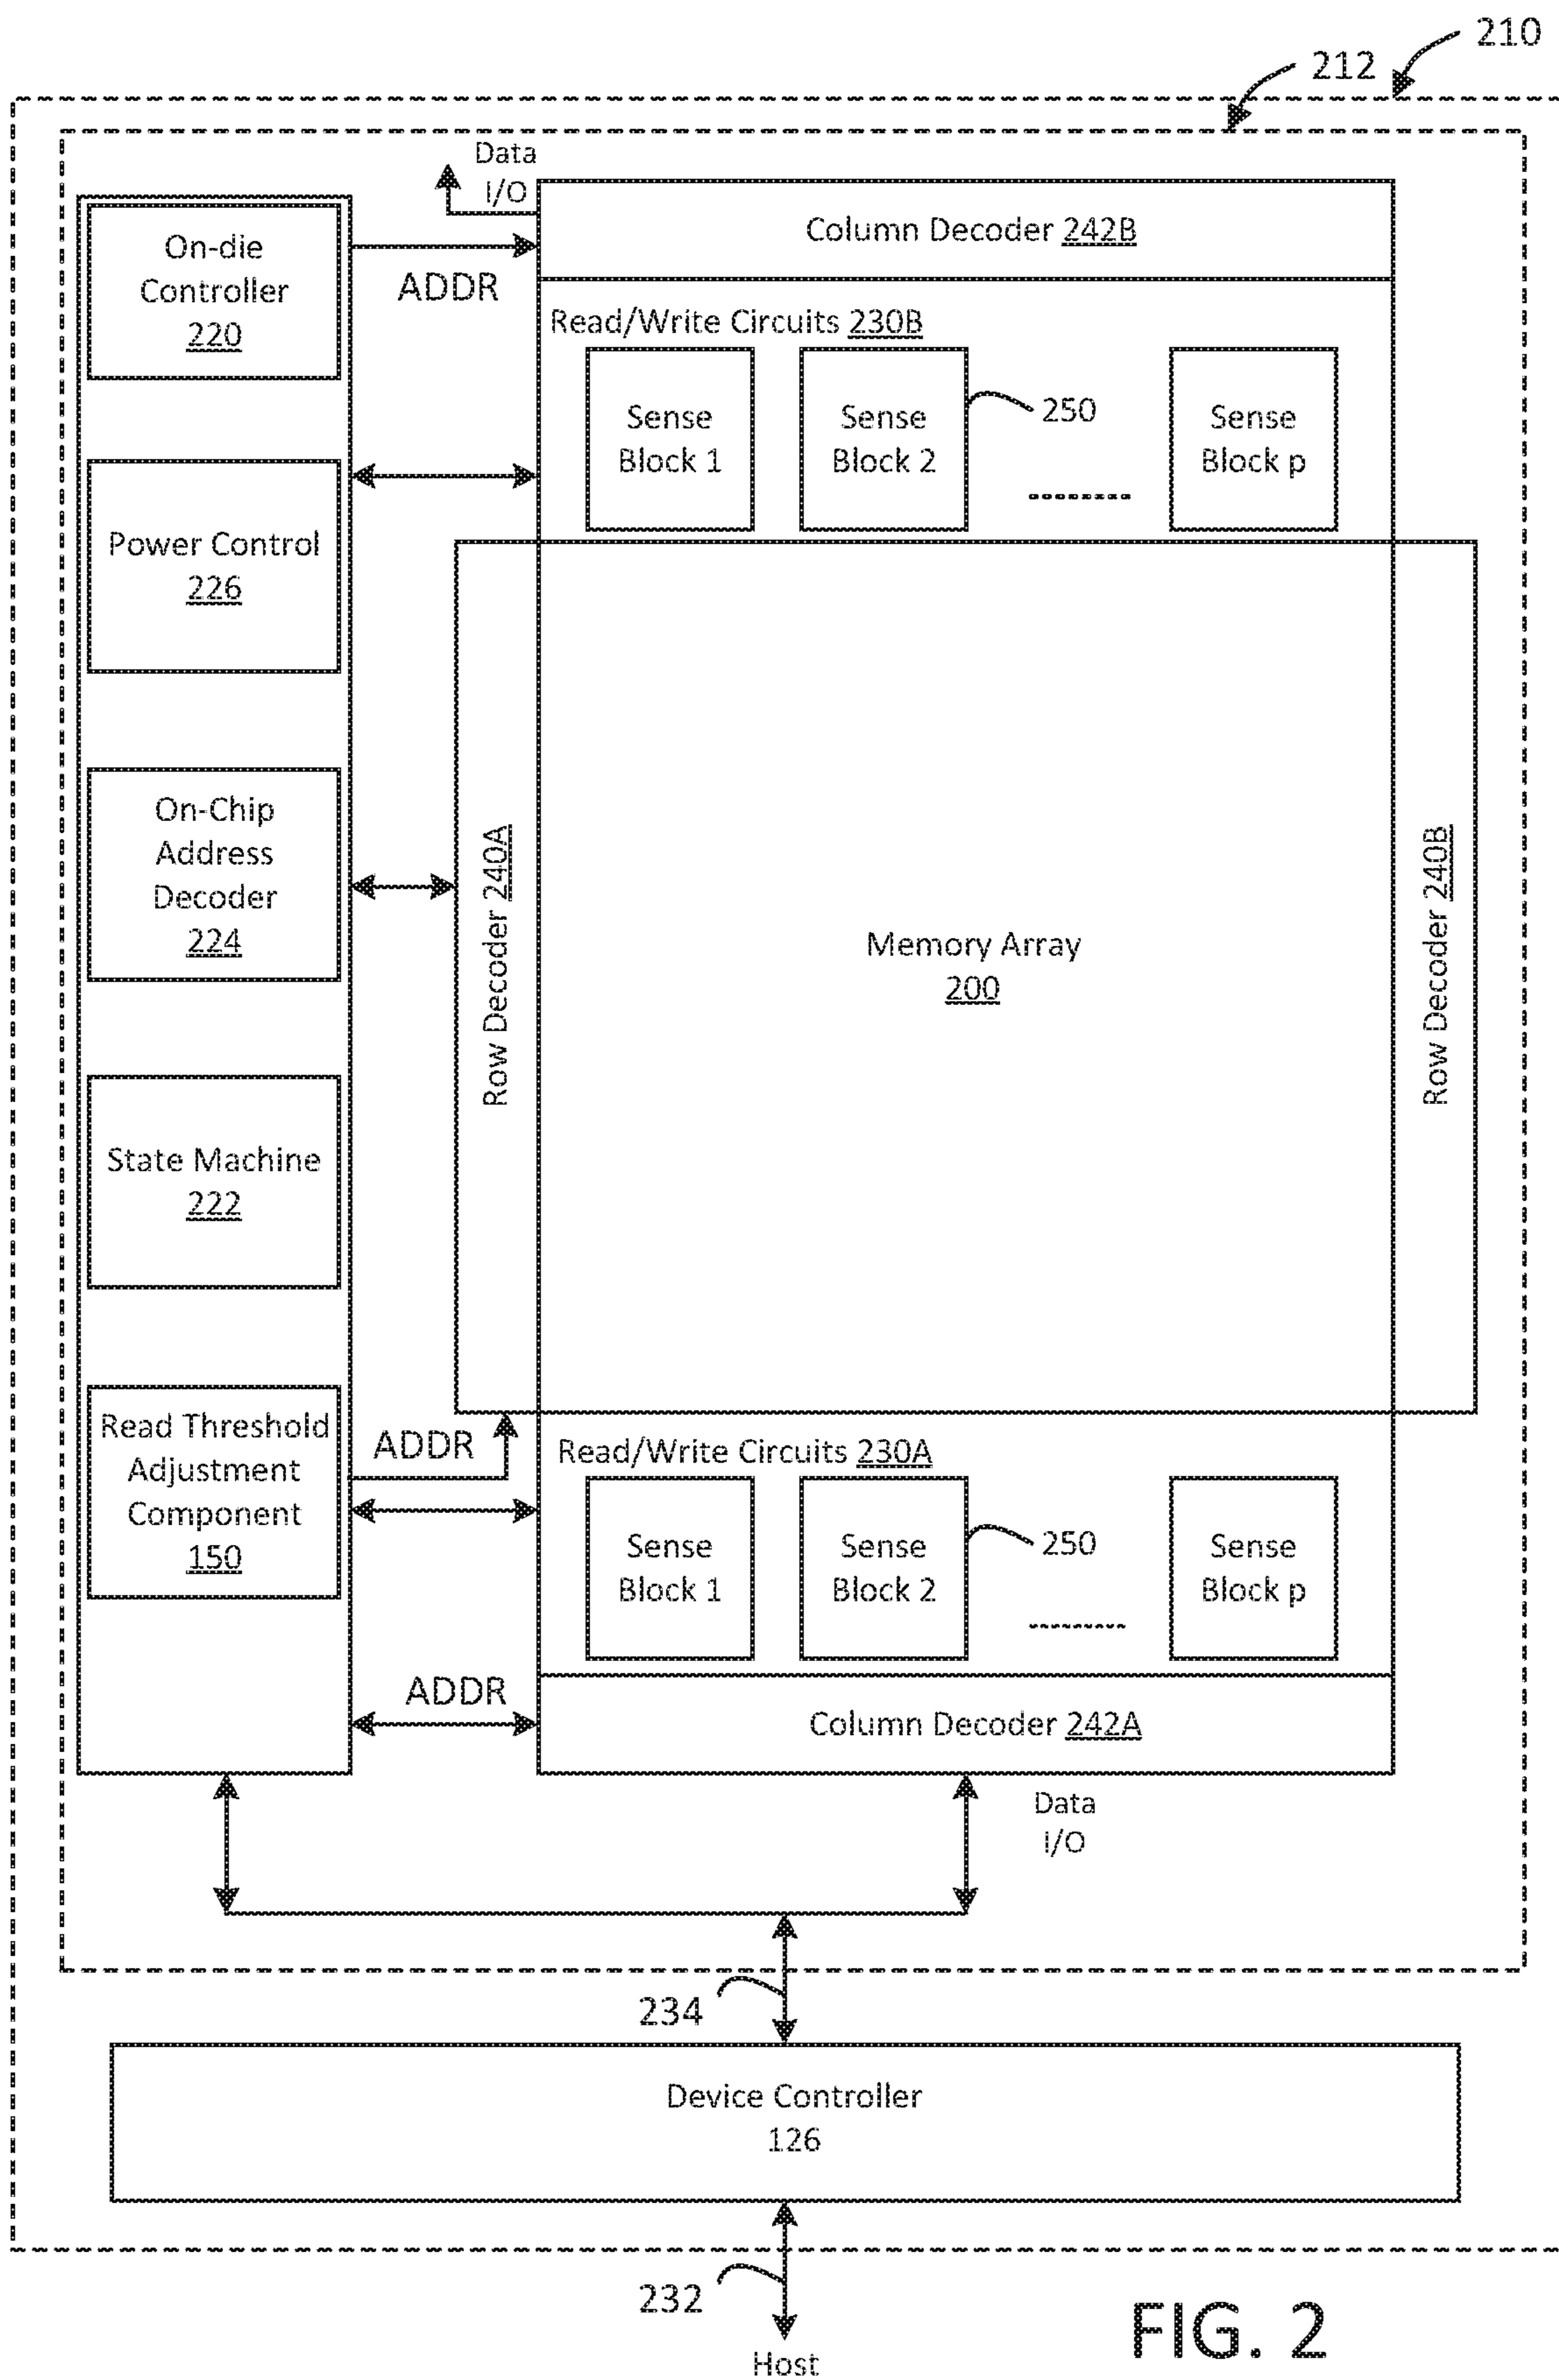 210
212
Data
I/O
Column Decoder 242B
On-die
Controller
220
ADDR
Read/Write Circuits 230B
Sense
Block 1
Sense
Block 2
250
Sense
Block p
Power Control
226
On-Chip
Address
Decoder
224
Row Decoder 240A
Memory Array
200
Row Decoder 240B
State Machine
222
Read Threshold
Adjustment
Component
150
ADDR
Read/Write Circuits 230A
Sense
Block 1
Sense
Block 2
250
Sense
Block p
ADDR
Column Decoder 242A
Data
I/O
234
Device Controller
126
232
Host
FIG. 2